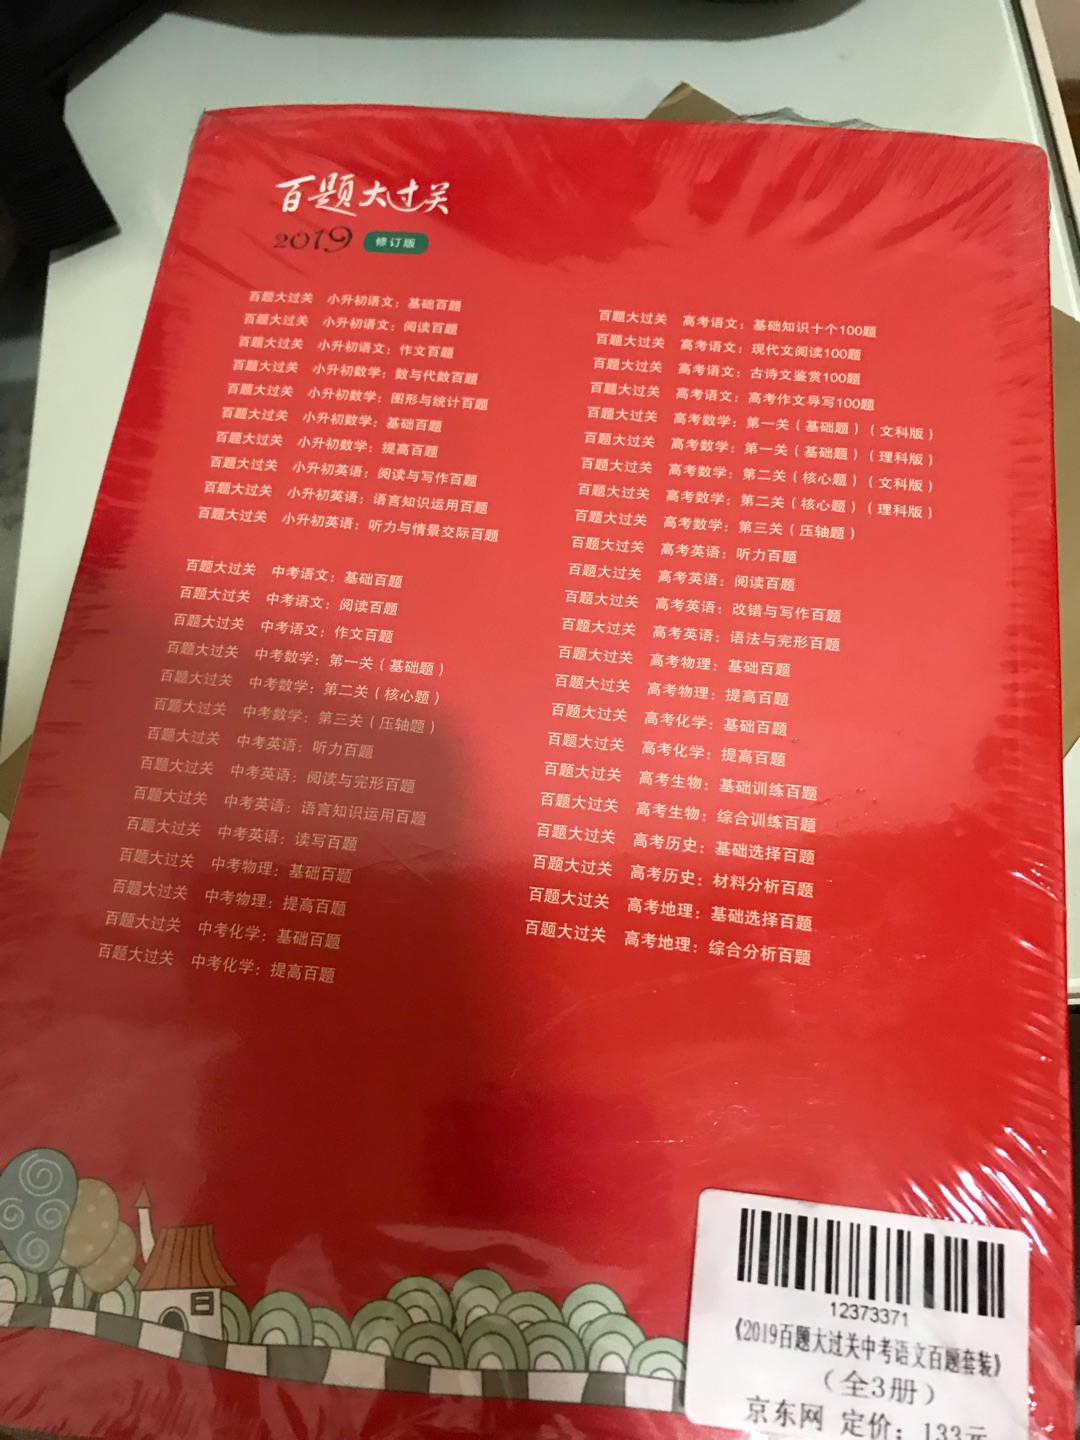 百题大过关
2019 修订版
百题大过关 小升初语文：基础百题
百题大过关 小升初语文：阅读百题
百题大过关 小升初语文：作文百题
百题大过关 小升初数学：数与代数百题
百题大过关 小升初数学：图形与统计百题
百题大过关 小升初数学：基础百题
百题大过关 小升初数学：提高百题
百题大过关 小升初英语：阅读与写作百题
百题大过关 小升初英语：语言知识运用百题
百题大过关 小升初英语：听力与情景交际百题
百题大过关 中考语文：基础百题
百题大过关 中考语文：阅读百题
百题大过关 中考语文：作文百题
百题大过关 中考数学：第一关（基础题）
百题大过关 中考数学：第二关（核心题）
百题大过关 中考数学：第三关（压轴题）
百题大过关 中考英语：听力百题
百题大过关 中考英语：阅读与完形百题
百题大过关 中考英语：语言知识运用百题
百题大过关 中考英语：读写百题
百题大过关 中考物理：基础百题
百题大过关 中考物理：提高百题
百题大过关 中考化学：基础百题
百题大过关 中考化学：提高百题
百题大过关 高考语文：基础知识十个100题
百题大过关 高考语文：现代文阅读100题
百题大过关 高考语文：古诗文鉴赏100题
百题大过关 高考语文：高考作文导写100题
百题大过关 高考数学：第一关（基础题）（文科版）
百题大过关 高考数学：第一关（基础题）（理科版）
百题大过关 高考数学：第二关（核心题）（文科版）
百题大过关 高考数学：第二关（核心题）（理科版）
百题大过关 高考数学：第三关（压轴题）
百题大过关 高考英语：听力百题
百题大过关 高考英语：阅读百题
百题大过关 高考英语：改错与写作百题
百题大过关 高考英语：语法与完形百题
百题大过关 高考物理：基础百题
百题大过关 高考物理：提高百题
百题大过关 高考化学：基础百题
百题大过关 高考化学：提高百题
百题大过关 高考生物：基础训练百题
百题大过关 高考生物：综合训练百题
百题大过关 高考历史：基础选择百题
百题大过关 高考历史：材料分析百题
百题大过关 高考地理：基础选择百题
百题大过关 高考地理：综合分析百题
12373371
《2019百题大过关中考语文百题套装》
（全3册）
京东网 定价：133元